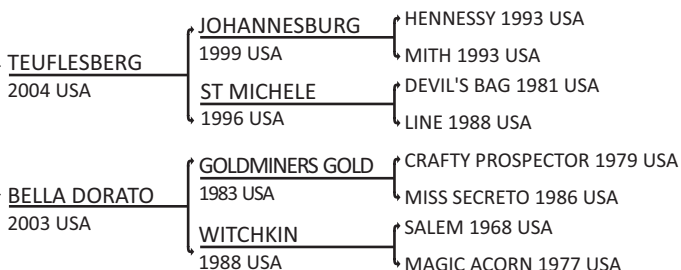 JOHANNESBURG
1999 USA
HENNESSY 1993 USA
MITH 1993 USA
TEUFLESBERG
2004 USA
ST MICHELE
1996 USA
DEVIL'S BAG 1981 USA
LINE 1988 USA
GOLDMINERS GOLD
1983 USA
CRAFTY PROSPECTOR 1979 USA
MISS SECRETO 1986 USA
BELLA DORATO
2003 USA
WITCHKIN
1988 USA
SALEM 1968 USA
MAGIC ACORN 1977 USA